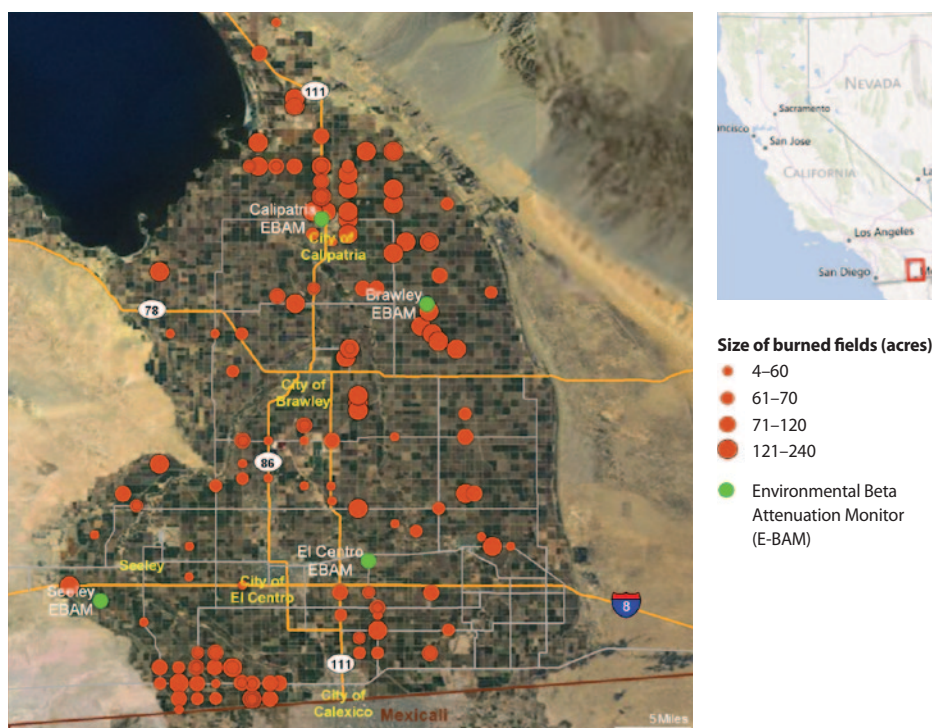 111
Calipatria
EBAM
City of
Calipatria
Brawley
EBAM
78
City of
Brawley
86
El Centro
EBAM
Seeley
City of
El Centro
Seeley
EBAM
8
111
City of
Calexico
Mexicali
5 Miles
NEVADA
Sacramento
ncisco
San Jose
CALIFORNIA
La
Los Angeles
San Diego
Size of burned fields (acres)
4–60
61–70
71–120
121–240
Environmental Beta
Attenuation Monitor
(E-BAM)